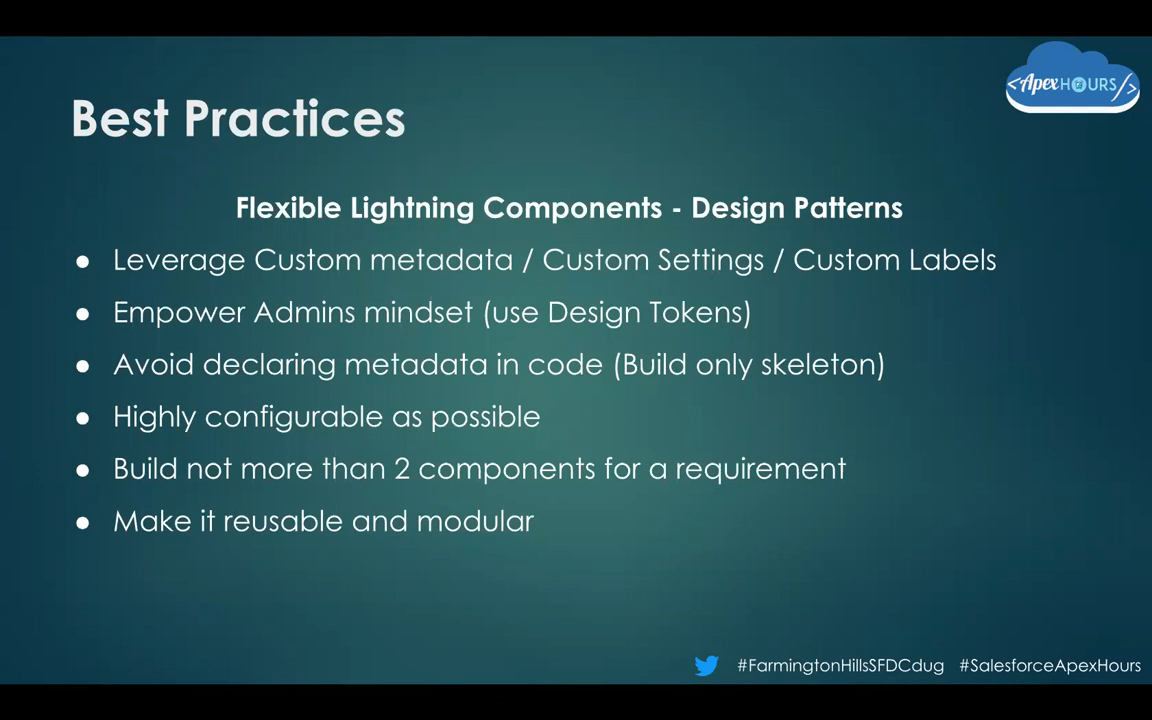 <Apex HOURS/>
Best Practices
Flexible Lightning Components - Design Patterns
● Leverage Custom metadata / Custom Settings / Custom Labels
● Empower Admins mindset (use Design Tokens)
● Avoid declaring metadata in code (Build only skeleton)
● Highly configurable as possible
● Build not more than 2 components for a requirement
● Make it reusable and modular
#FarmingtonHillsSFDCdug #SalesforceApexHours